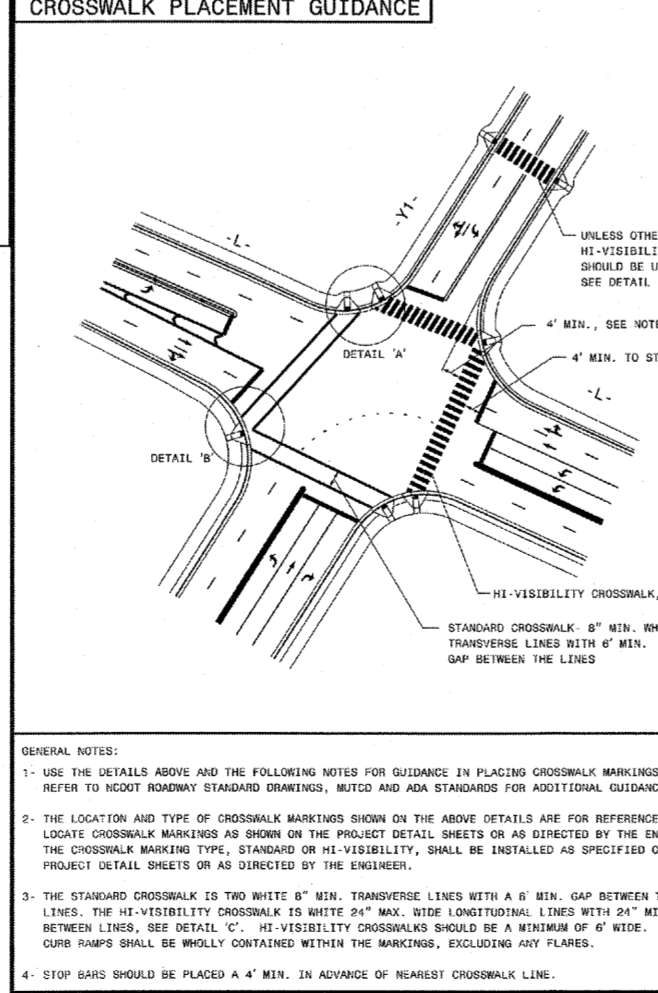 CROSSWALK PLACEMENT GUIDANCE
-Y1-
-L-
UNLESS OTHE
HI-VISIBILI
SHOULD BE U
SEE DETAIL
4' MIN., SEE NOTE
DETAIL 'A'
4' MIN. TO ST
-L-
DETAIL 'B'
HI-VISIBILITY CROSSWALK,
STANDARD CROSSWALK- 8" MIN. WH
TRANSVERSE LINES WITH 6' MIN.
GAP BETWEEN THE LINES
GENERAL NOTES:
1- USE THE DETAILS ABOVE AND THE FOLLOWING NOTES FOR GUIDANCE IN PLACING CROSSWALK MARKINGS
REFER TO NCDOT ROADWAY STANDARD DRAWINGS, MUTCD AND ADA STANDARDS FOR ADDITIONAL GUIDANC
2- THE LOCATION AND TYPE OF CROSSWALK MARKINGS SHOWN ON THE ABOVE DETAILS ARE FOR REFERENCE
LOCATE CROSSWALK MARKINGS AS SHOWN ON THE PROJECT DETAIL SHEETS OR AS DIRECTED BY THE EN
THE CROSSWALK MARKING TYPE, STANDARD OR HI-VISIBILITY, SHALL BE INSTALLED AS SPECIFIED O
PROJECT DETAIL SHEETS OR AS DIRECTED BY THE ENGINEER.
3- THE STANDARD CROSSWALK IS TWO WHITE 8" MIN. TRANSVERSE LINES WITH A 6' MIN. GAP BETWEEN T
LINES. THE HI-VISIBILITY CROSSWALK IS WHITE 24" MAX. WIDE LONGITUDINAL LINES WITH 24" MI
BETWEEN LINES, SEE DETAIL 'C'. HI-VISIBILITY CROSSWALKS SHOULD BE A MINIMUM OF 6' WIDE.
CURB RAMPS SHALL BE WHOLLY CONTAINED WITHIN THE MARKINGS, EXCLUDING ANY FLARES.
4- STOP BARS SHOULD BE PLACED A 4' MIN. IN ADVANCE OF NEAREST CROSSWALK LINE.